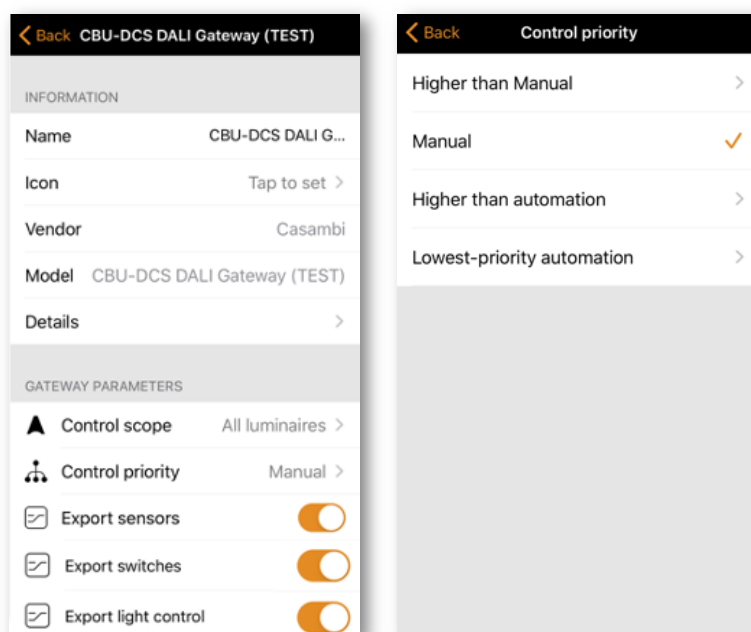 Back CBU-DCS DALI Gateway (TEST)
INFORMATION
Name CBU-DCS DALI G...
Icon Tap to set
Vendor Casambi
Model CBU-DCS DALI Gateway (TEST)
Details
GATEWAY PARAMETERS
Control scope All luminaires
Control priority Manual
Export sensors
Export switches
Export light control
Back Control priority
Higher than Manual
Manual
Higher than automation
Lowest-priority automation